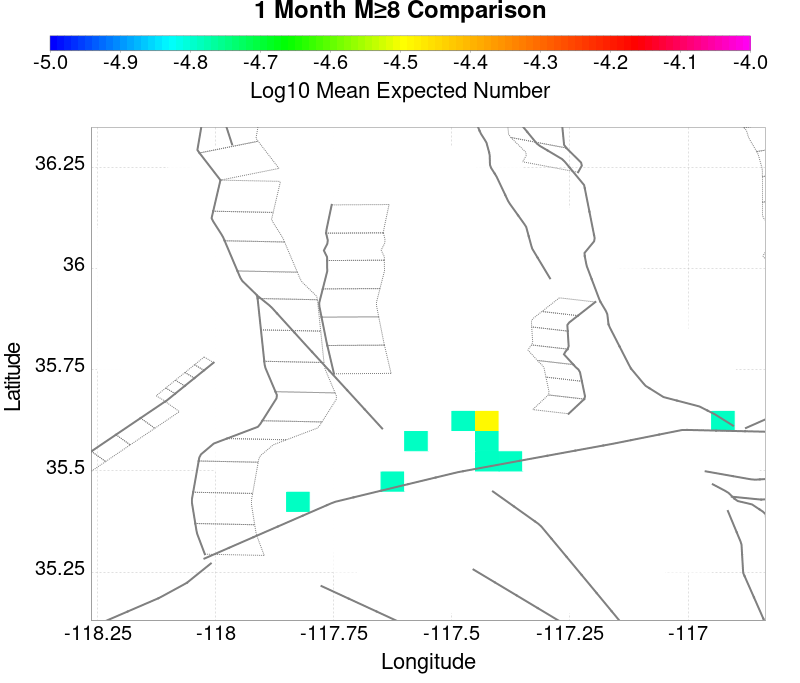 1 Month M≥8 Comparison
-5.0 -4.9 -4.8 -4.7 -4.6 -4.5 -4.4 -4.3 -4.2 -4.1 -4.0
Log10 Mean Expected Number
36.25
36
35.75
35.5
35.25
Latitude
-118.25 -118 -117.75 -117.5 -117.25 -117
Longitude